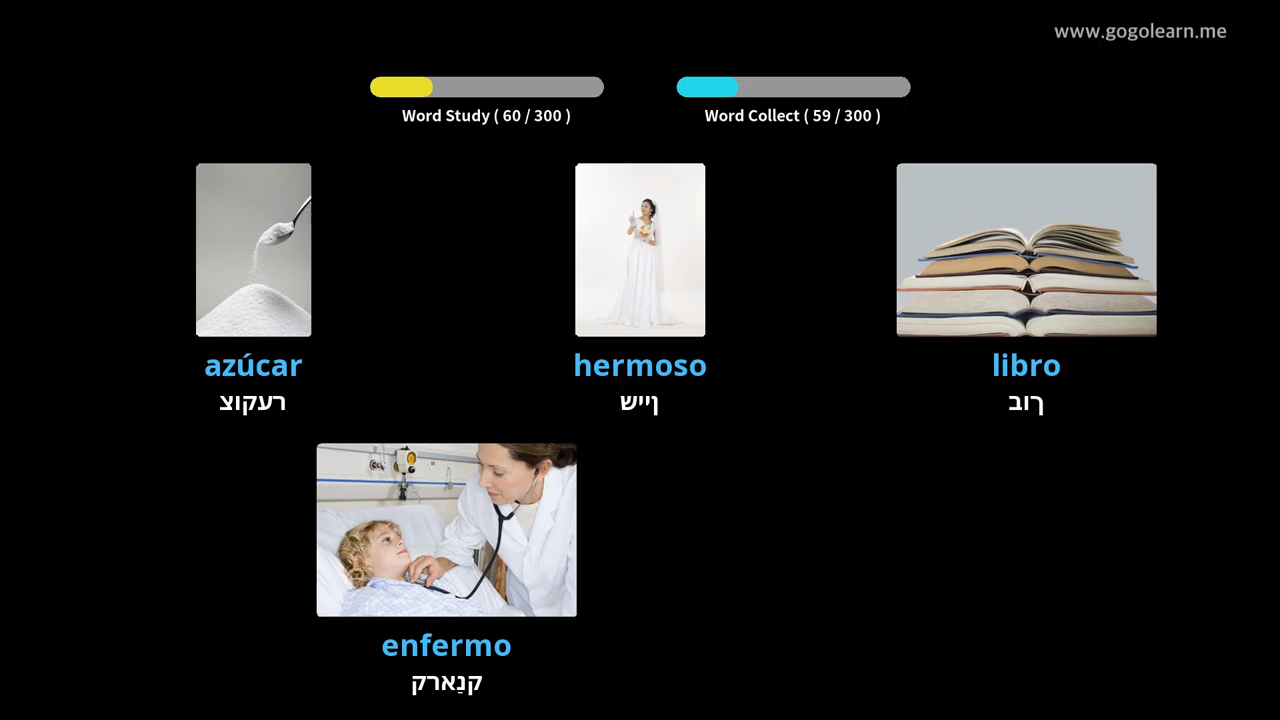 www.gogolearn.me
Word Study ( 60 / 300 )
Word Collect ( 59 / 300 )
azúcar
רעקוצ
hermoso
ןייש
libro
ךוב
enfermo
קנַארק